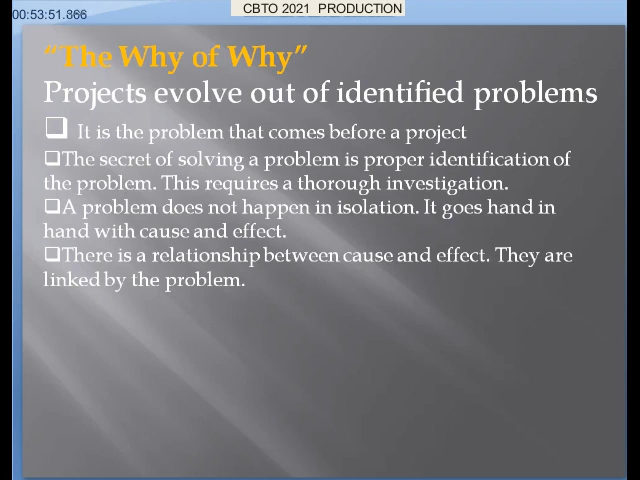 00:53:51.866
CBTO 2021 PRODUCTION
“The Why of Why”
Projects evolve out of identified problems
❑ It is the problem that comes before a project
❑The secret of solving a problem is proper identification of
the problem. This requires a thorough investigation.
❑A problem does not happen in isolation. It goes hand in
hand with cause and effect.
❑There is a relationship between cause and effect. They are
linked by the problem.